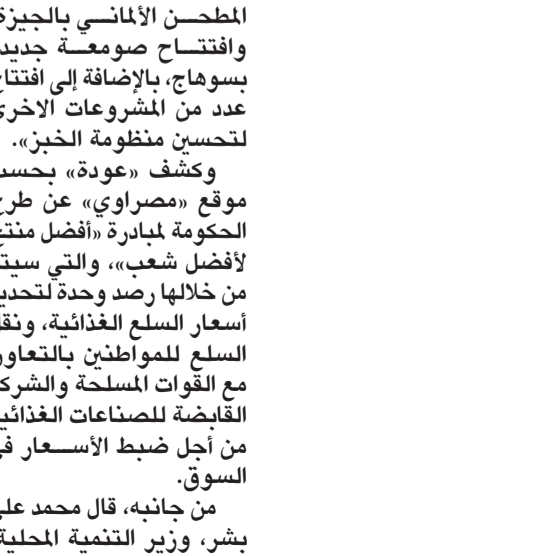 المطحن الألماني بالجيزة
وافتتاح صومعة جديد
بسوهاج، بالإضافة إلى افتتاح
عدد من المشروعات الاخرى
لتحسين منظومة الخبز».
وكشف «عودة» بحسب
موقع «مصراوي» عن طرح
الحكومة لمبادرة «أفضل منتج
لأفضل شعب»، والتي سيت
من خلالها رصد وحدة لتحديد
أسعار السلع الغذائية، ونقل
السلع للمواطنين بالتعاون
مع القوات المسلحة والشركة
القابضة للصناعات الغذائية
من أجل ضبط الأسعار في
السوق.
من جانبه، قال محمد علي
بشر، وزير التنمية المحلية